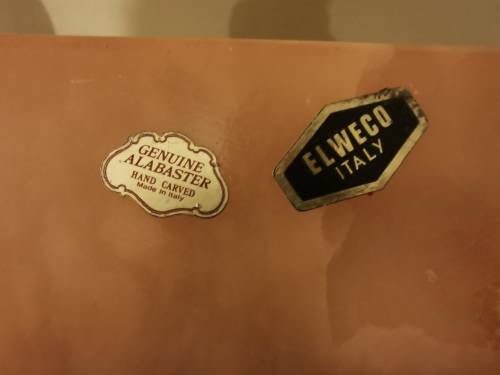 GENUINE
ALABASTER
HAND CARVED
Made in Italy
ELWECO
ITALY